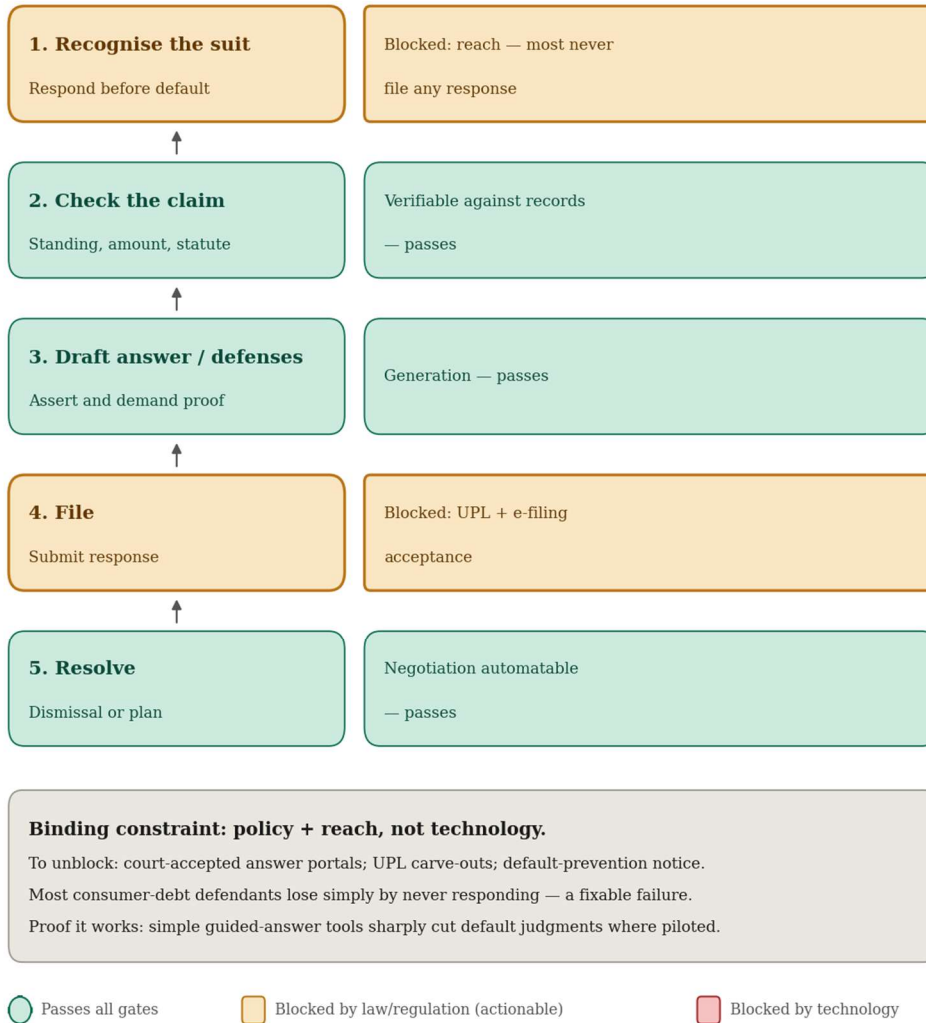 1. Recognise the suit
Respond before default
Blocked: reach — most never
file any response
2. Check the claim
Standing, amount, statute
Verifiable against records
— passes
3. Draft answer / defenses
Assert and demand proof
Generation — passes
4. File
Submit response
Blocked: UPL + e-filing
acceptance
5. Resolve
Dismissal or plan
Negotiation automatable
— passes
Binding constraint: policy + reach, not technology.
To unblock: court-accepted answer portals; UPL carve-outs; default-prevention notice.
Most consumer-debt defendants lose simply by never responding — a fixable failure.
Proof it works: simple guided-answer tools sharply cut default judgments where piloted.
Passes all gates
Blocked by law/regulation (actionable)
Blocked by technology